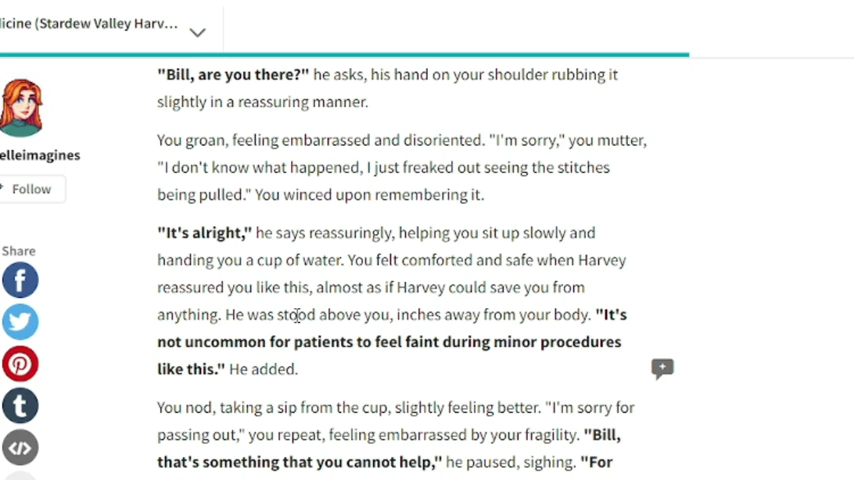 dicine (Stardew Valley Harv...
"Bill, are you there?" he asks, his hand on your shoulder rubbing it
slightly in a reassuring manner.
You groan, feeling embarrassed and disoriented. "I'm sorry," you mutter,
"I don't know what happened, I just freaked out seeing the stitches
being pulled." You winced upon remembering it.
elleimagines
Follow
"It's alright," he says reassuringly, helping you sit up slowly and
handing you a cup of water. You felt comforted and safe when Harvey
reassured you like this, almost as if Harvey could save you from
anything. He was stood above you, inches away from your body. "It's
not uncommon for patients to feel faint during minor procedures
like this." He added.
Share
You nod, taking a sip from the cup, slightly feeling better. "I'm sorry for
passing out," you repeat, feeling embarrassed by your fragility. "Bill,
that's something that you cannot help," he paused, sighing. "For